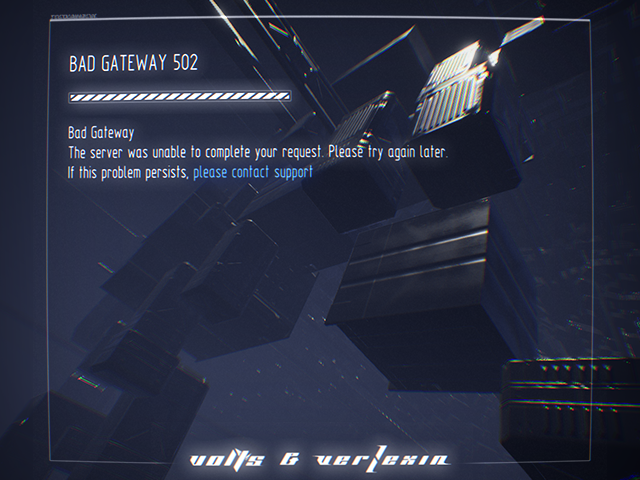 BAD GATEWAY 502
Bad Gateway
The server was unable to complete your request. Please try again later.
If this problem persists, please contact support
volts & verlexin